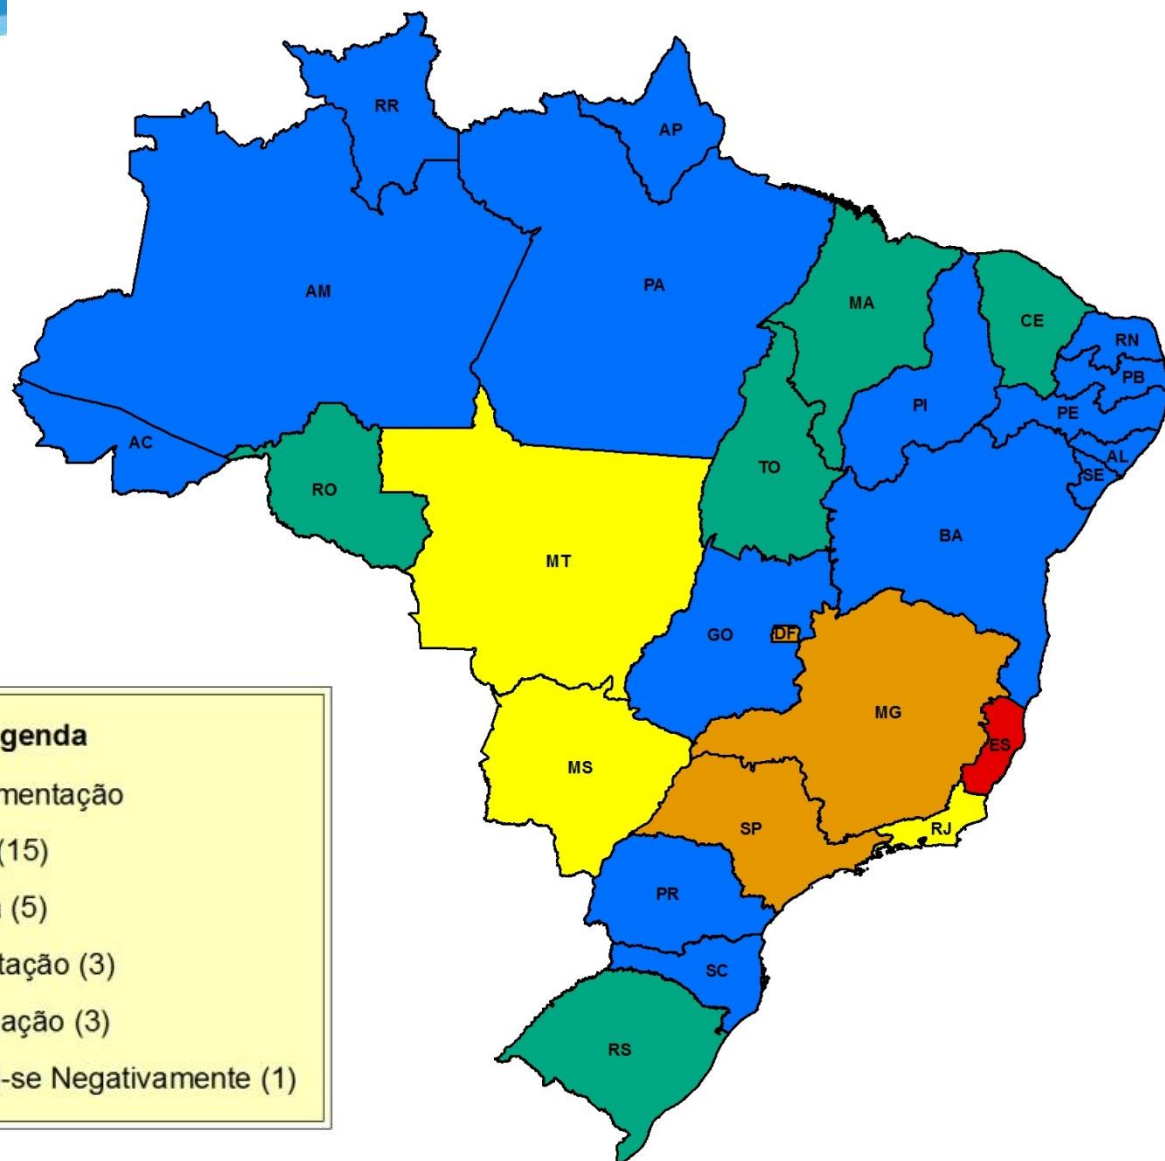 RR
AP
AM
PA
MA
CE
RN
PB
PE
PI
AL
SE
AC
TO
RO
BA
MT
GO
DF
MG
ES
MS
SP
RJ
PR
SC
RS
genda
mentação
(15)
(5)
tação (3)
ação (3)
-se Negativamente (1)